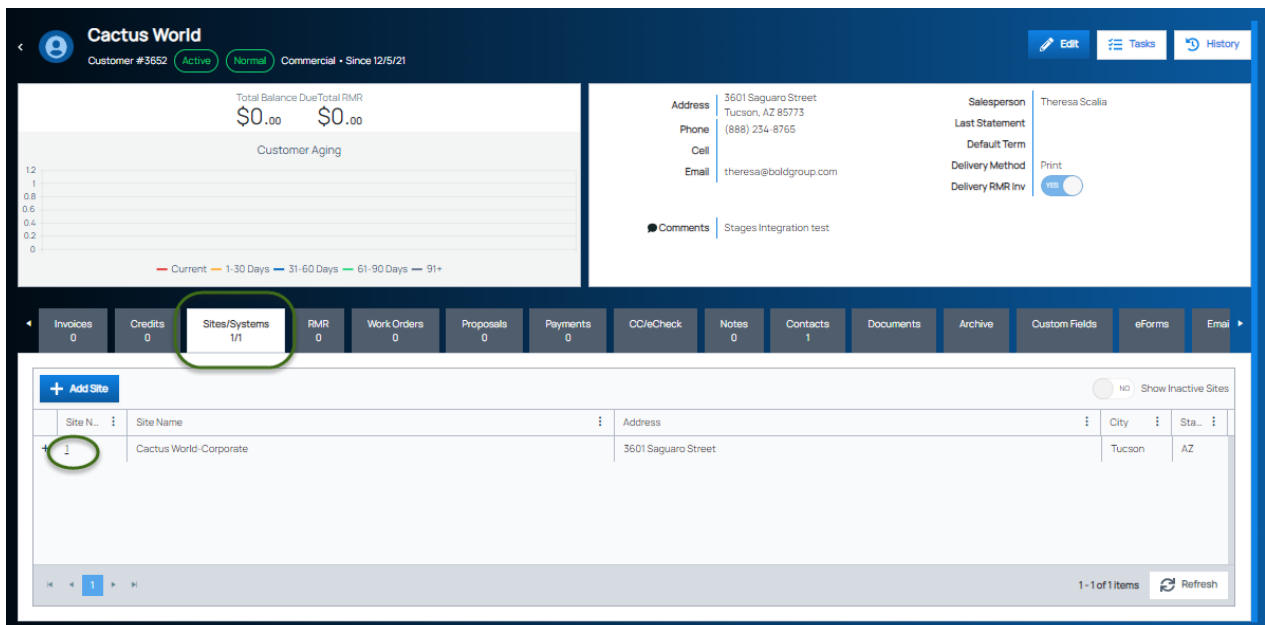 Cactus World
Customer #3652 Active Normal Commercial • Since 12/5/21
Edit Tasks History
Total Balance Due Total RMR
$0.00 $0.00
Customer Aging
1.2
1
0.8
0.6
0.4
0.2
0
Current 1-30 Days 31-60 Days 61-90 Days 91+
Address 3601 Saguaro Street
Tucson, AZ 85773
Phone (888) 234-8765
Cell
Email theresa@boldgroup.com
Comments Stages Integration test
Salesperson Theresa Scalia
Last Statement
Default Term
Delivery Method Print
Delivery RMR Inv YES
Invoices Credits Sites/Systems RMR Work Orders Proposals Payments CC/eCheck Notes Contacts Documents Archive Custom Fields eForms Emai
0 0 1/1 0 0 0 0 0 1
+ Add Site NO Show Inactive Sites
Site N... Site Name Address City Sta...
+ 1 Cactus World-Corporate 3601 Saguaro Street Tucson AZ
1 1 - 1 of 1 items Refresh